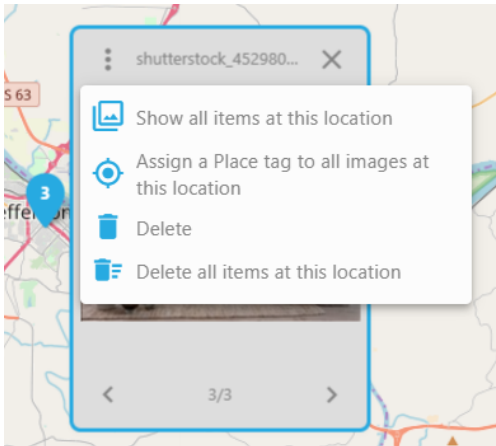 shutterstock_452980...
S 63
Show all items at this location
Assign a Place tag to all images at
this location
3
Delete
Delete all items at this location
3/3